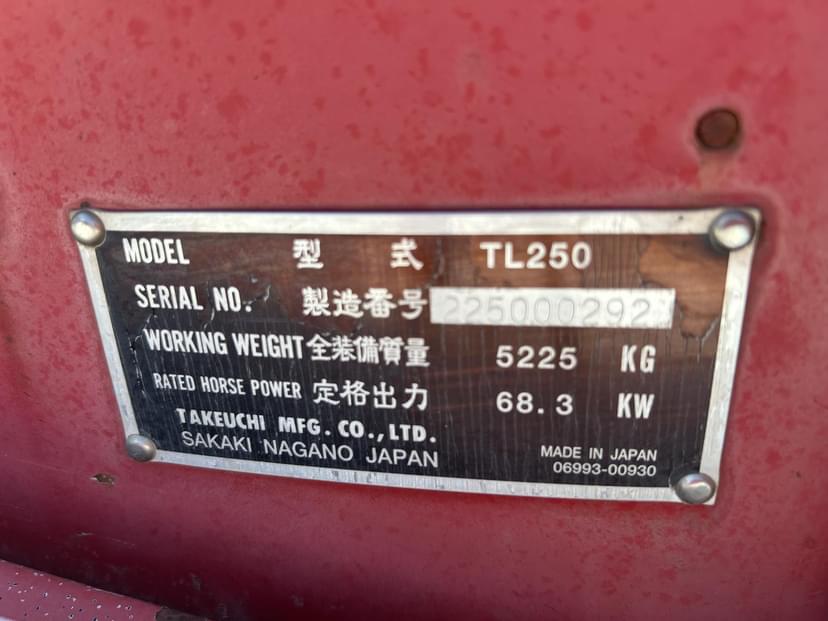 MODEL 型式 TL250
SERIAL NO. 製造番号 225000292
WORKING WEIGHT 全装備質量 5225 KG
RATED HORSE POWER 定格出力 68.3 KW
TAKEUCHI MFG. CO., LTD.
SAKAKI NAGANO JAPAN
MADE IN JAPAN
06993-00930